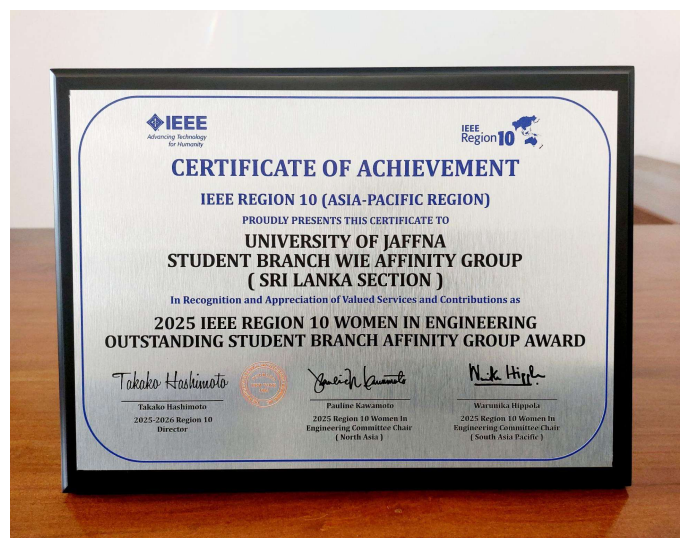 IEEE
Advancing Technology
for Humanity
IEEE
Region 10
CERTIFICATE OF ACHIEVEMENT
IEEE REGION 10 (ASIA-PACIFIC REGION)
PROUDLY PRESENTS THIS CERTIFICATE TO
UNIVERSITY OF JAFFNA
STUDENT BRANCH WIE AFFINITY GROUP
( SRI LANKA SECTION )
In Recognition and Appreciation of Valued Services and Contributions as
2025 IEEE REGION 10 WOMEN IN ENGINEERING
OUTSTANDING STUDENT BRANCH AFFINITY GROUP AWARD
Takako Hashimoto
Takako Hashimoto
2025-2026 Region 10
Director
Pauline Kawamoto
2025 Region 10 Women In
Engineering Committee Chair
( North Asia )
Warunika Hippola
2025 Region 10 Women In
Engineering Committee Chair
( South Asia Pacific )